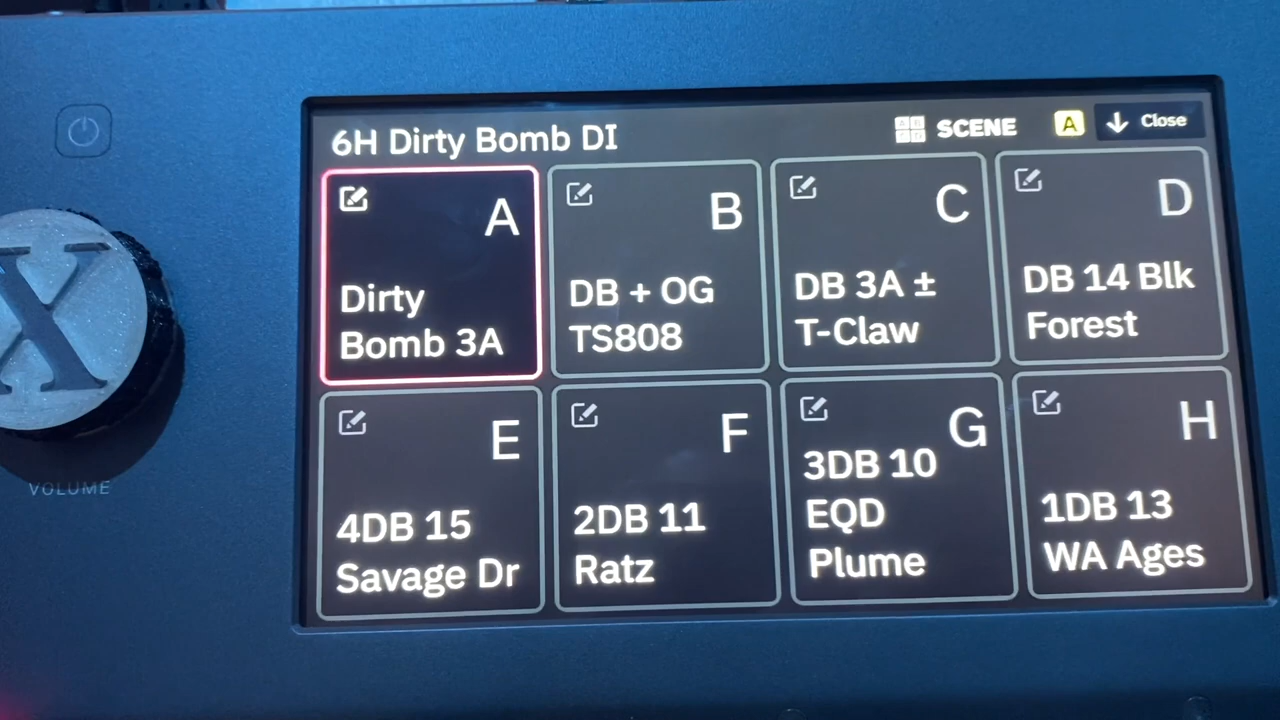 6H Dirty Bomb DI
SCENE
A
Close
A
Dirty
Bomb 3A
B
DB + OG
TS808
C
DB 3A ±
T-Claw
D
DB 14 Blk
Forest
E
4DB 15
Savage Dr
F
2DB 11
Ratz
G
3DB 10
EQD
Plume
H
1DB 13
WA Ages
X
VOLUME